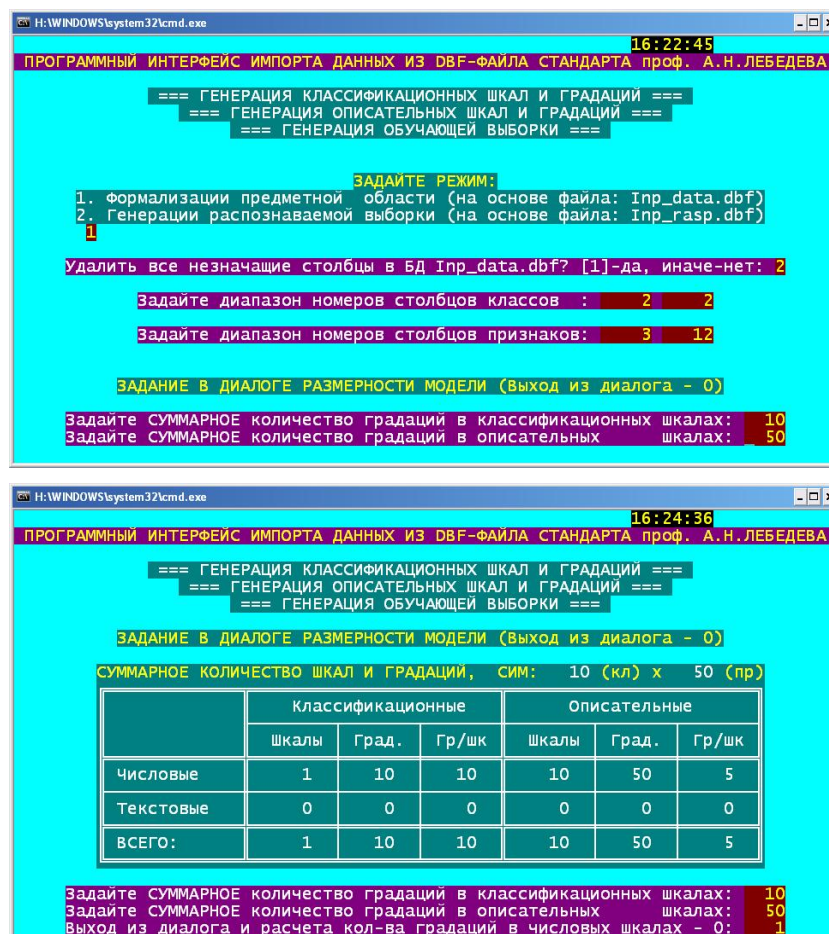 H:\WINDOWS\system32\cmd.exe
16:22:45
ПРОГРАММНЫЙ ИНТЕРФЕЙС ИМПОРТА ДАННЫХ ИЗ DBF-ФАЙЛА СТАНДАРТА проф. А.Н.ЛЕБЕДЕВА
=== ГЕНЕРАЦИЯ КЛАССИФИКАЦИОННЫХ ШКАЛ И ГРАДАЦИЙ ===
=== ГЕНЕРАЦИЯ ОПИСАТЕЛЬНЫХ ШКАЛ И ГРАДАЦИЙ ===
=== ГЕНЕРАЦИЯ ОБУЧАЮЩЕЙ ВЫБОРКИ ===
ЗАДАЙТЕ РЕЖИМ:
1. Формализации предметной области (на основе файла: Inp_data.dbf)
2. Генерации распознаваемой выборки (на основе файла: Inp_rasp.dbf)
1
Удалить все незначащие столбцы в БД Inp_data.dbf? [1]-да, иначе-нет: 2
Задайте диапазон номеров столбцов классов : 2 2
Задайте диапазон номеров столбцов признаков: 3 12
ЗАДАНИЕ В ДИАЛОГЕ РАЗМЕРНОСТИ МОДЕЛИ (Выход из диалога - 0)
Задайте СУММАРНОЕ количество градаций в классификационных шкалах: 10
Задайте СУММАРНОЕ количество градаций в описательных шкалах: _ 50
H:\WINDOWS\system32\cmd.exe
16:24:36
ПРОГРАММНЫЙ ИНТЕРФЕЙС ИМПОРТА ДАННЫХ ИЗ DBF-ФАЙЛА СТАНДАРТА проф. А.Н.ЛЕБЕДЕВА
=== ГЕНЕРАЦИЯ КЛАССИФИКАЦИОННЫХ ШКАЛ И ГРАДАЦИЙ ===
=== ГЕНЕРАЦИЯ ОПИСАТЕЛЬНЫХ ШКАЛ И ГРАДАЦИЙ ===
=== ГЕНЕРАЦИЯ ОБУЧАЮЩЕЙ ВЫБОРКИ ===
ЗАДАНИЕ В ДИАЛОГЕ РАЗМЕРНОСТИ МОДЕЛИ (Выход из диалога - 0)
СУММАРНОЕ КОЛИЧЕСТВО ШКАЛ И ГРАДАЦИЙ, СИМ: 10 (кл) x 50 (пр)
Классификационные Описательные
Шкалы Град. Гр/шк Шкалы Град. Гр/шк
Числовые 1 10 10 10 50 5
Текстовые 0 0 0 0 0 0
ВСЕГО: 1 10 10 10 50 5
Задайте СУММАРНОЕ количество градаций в классификационных шкалах: 10
Задайте СУММАРНОЕ количество градаций в описательных шкалах: 50
Выход из диалога и расчета кол-ва градаций в числовых шкалах - 0: 1